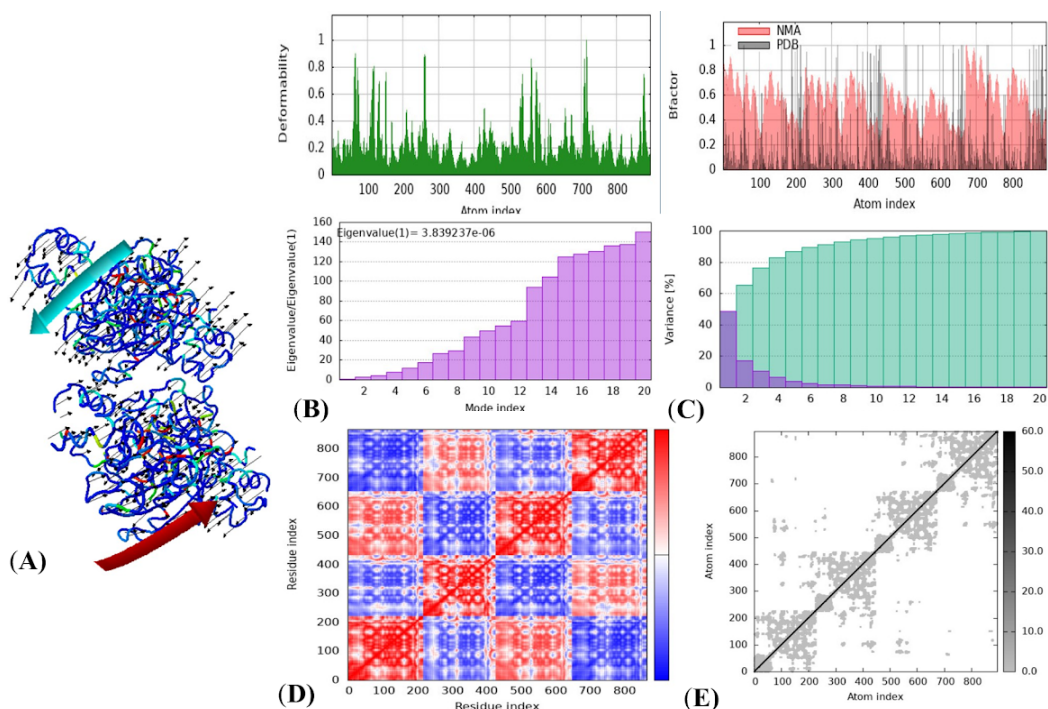 Deformability
1
0.8
0.6
0.4
0.2
0
100 200 300 400 500 600 700 800
Atom index
Bfactor
NMA
PDB
1
0.8
0.6
0.4
0.2
0
100 200 300 400 500 600 700 800
Atom index
(A)
Eigenvalue/Eigenvalue(1)
Eigenvalue(1)= 3.839237e-06
160
140
120
100
80
60
40
20
0
2 4 6 8 10 12 14 16 18 20
Mode index
(B)
Variance [%]
100
80
60
40
20
0
2 4 6 8 10 12 14 16 18 20
(C)
Residue index
800
700
600
500
400
300
200
100
0
0 100 200 300 400 500 600 700 800
Residue index
(D)
Atom index
800
700
600
500
400
300
200
100
0
0 100 200 300 400 500 600 700 800
Atom index
60.0
50.0
40.0
30.0
20.0
10.0
0.0
(E)